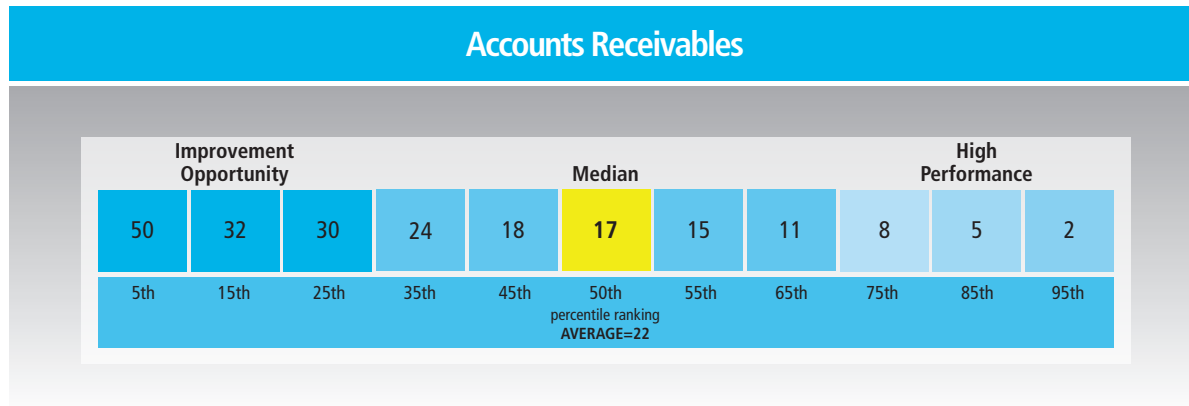 Accounts Receivables
Improvement
Opportunity
Median
High
Performance
50 32 30 24 18 17 15 11 8 5 2
5th 15th 25th 35th 45th 50th 55th 65th 75th 85th 95th
percentile ranking
AVERAGE=22